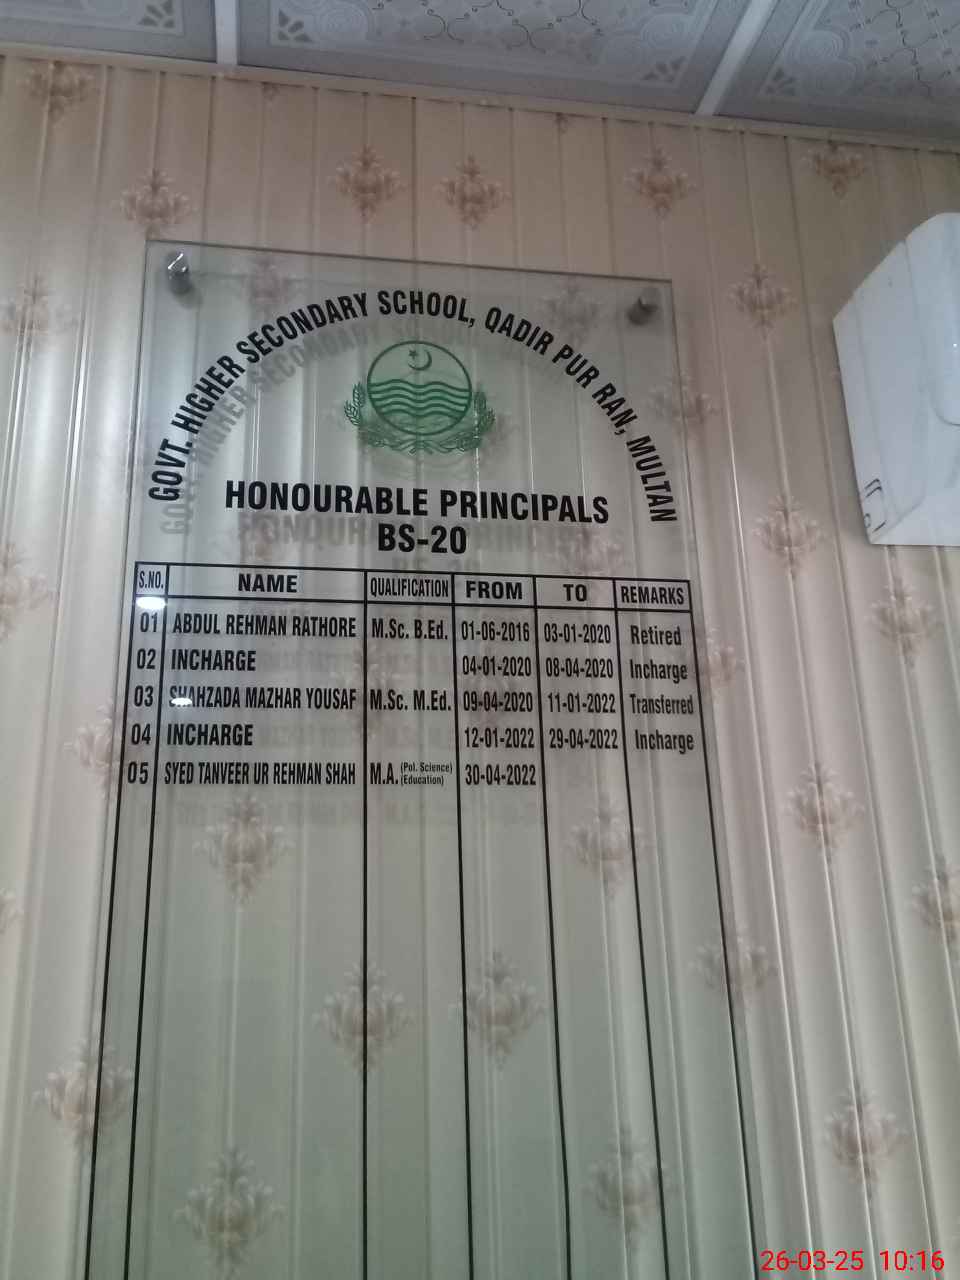 GOVT. HIGHER SECONDARY SCHOOL, QADIR PUR RAN, MULTAN
HONOURABLE PRINCIPALS
BS-20
S.NO. NAME QUALIFICATION FROM TO REMARKS
01 ABDUL REHMAN RATHORE M.Sc. B.Ed. 01-06-2016 03-01-2020 Retired
02 INCHARGE 04-01-2020 08-04-2020 Incharge
03 SHAHZADA MAZHAR YOUSAF M.Sc. M.Ed. 09-04-2020 11-01-2022 Transferred
04 INCHARGE 12-01-2022 29-04-2022 Incharge
05 SYED TANVEER UR REHMAN SHAH M.A. (Pol. Science) (Education) 30-04-2022
26-03-25 10:16